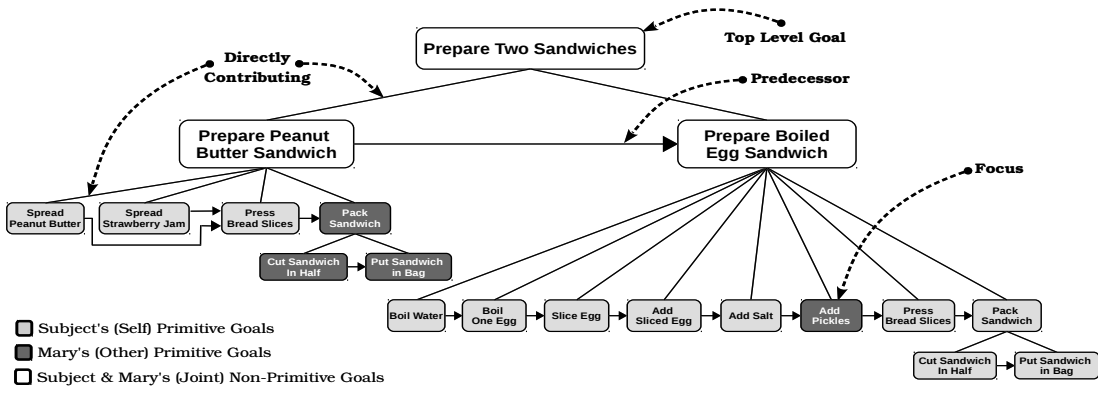 Prepare Two Sandwiches
Top Level Goal
Directly
Contributing
Predecessor
Prepare Peanut
Butter Sandwich
Prepare Boiled
Egg Sandwich
Focus
Spread
Peanut Butter
Spread
Strawberry Jam
Press
Bread Slices
Pack
Sandwich
Cut Sandwich
In Half
Put Sandwich
in Bag
Boil Water
Boil
One Egg
Slice Egg
Add
Sliced Egg
Add Salt
Add
Pickles
Press
Bread Slices
Pack
Sandwich
Cut Sandwich
In Half
Put Sandwich
in Bag
Subject's (Self) Primitive Goals
Mary's (Other) Primitive Goals
Subject & Mary's (Joint) Non-Primitive Goals